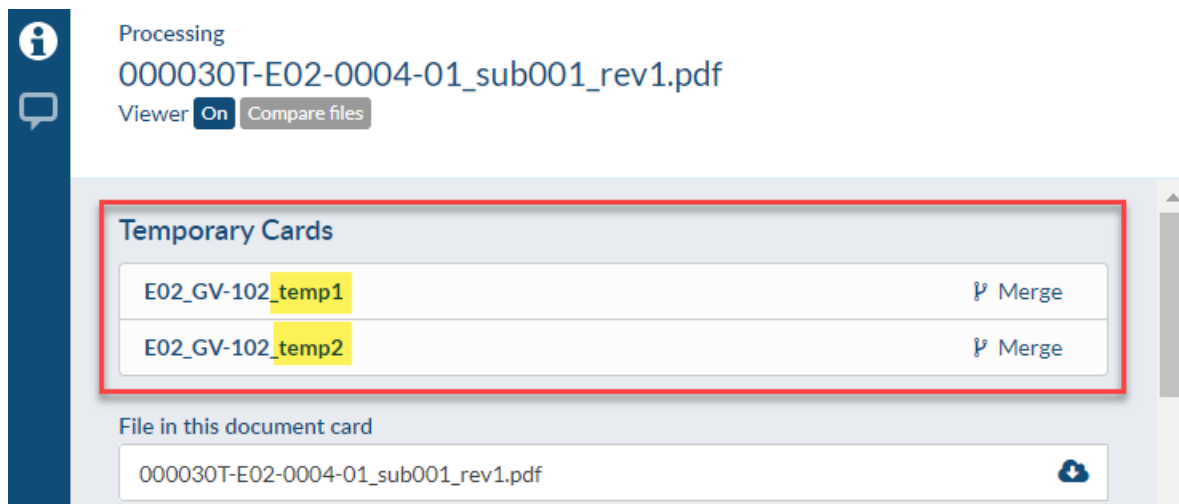 Processing
000030T-E02-0004-01_sub001_rev1.pdf
Viewer On Compare files
Temporary Cards
E02_GV-102_temp1 Merge
E02_GV-102_temp2 Merge
File in this document card
000030T-E02-0004-01_sub001_rev1.pdf